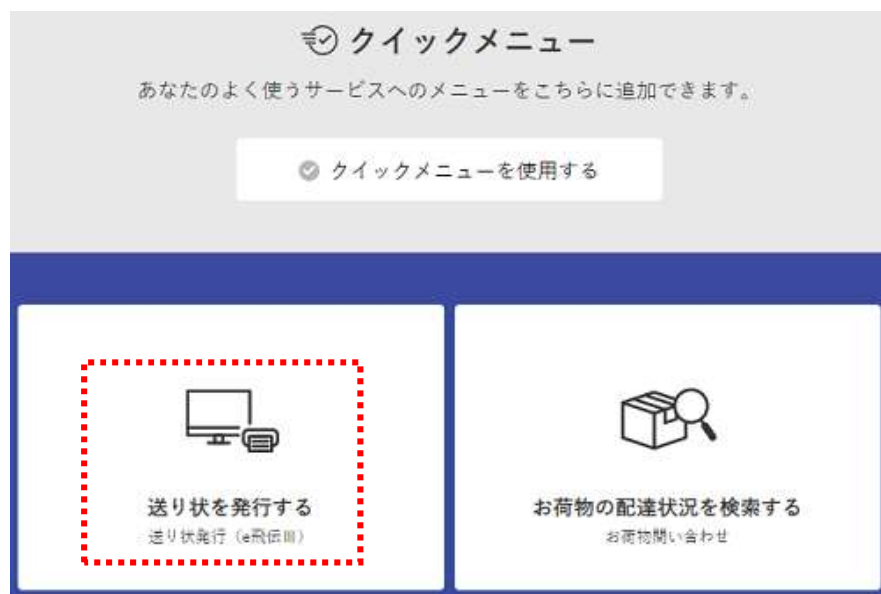 クイックメニュー
あなたのよく使うサービスへのメニューをこちらに追加できます。
クイックメニューを使用する
送り状を発行する
送り状発行（e飛伝Ⅲ）
お荷物の配達状況を検索する
お荷物問い合わせ